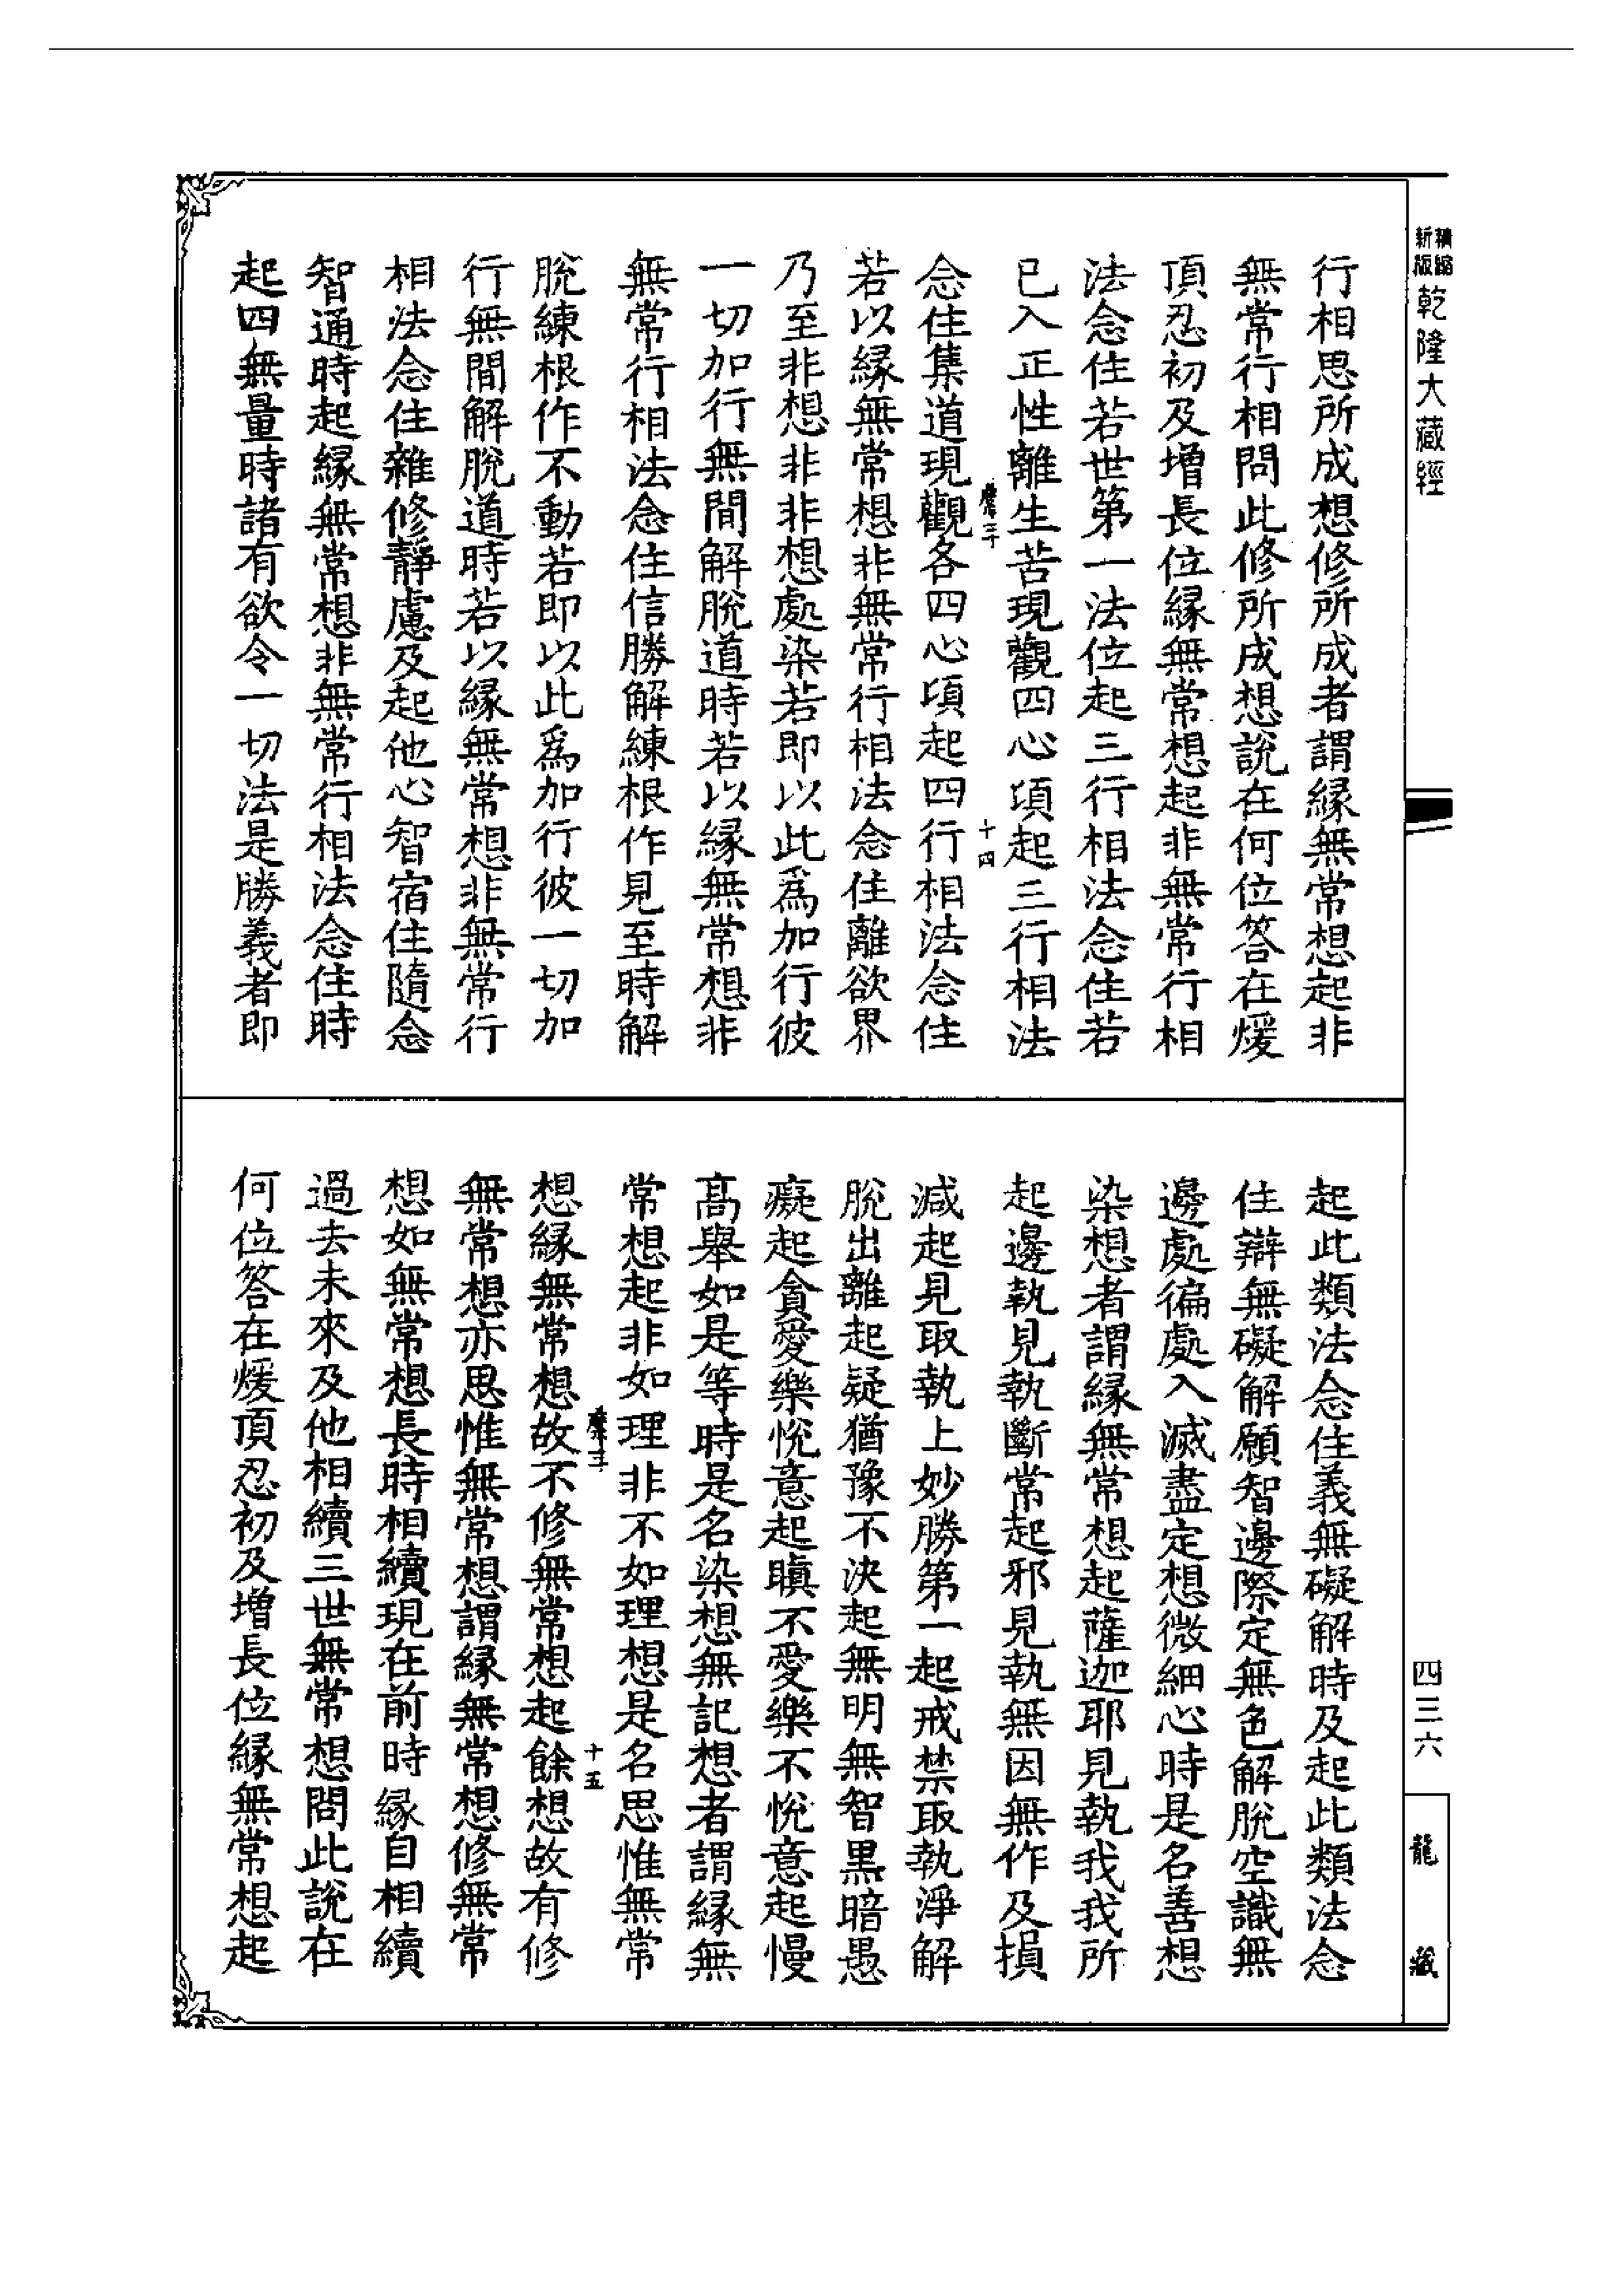 新版 精縮 乾隆大藏經
行相思所成想修所成者謂緣無常想起非
無常行相問此修所成想說在何位答在煖
頂忍初及增長位緣無常想起非無常行相
法念住若世第一法位起三行相法念住若
已入正性離生苦現觀四心項起三行相法
十四
念住集道現觀各四心頃起四行相法念住
若以緣無常想非無常行相法念住離欲界
乃至非想非非想處染若即以此為加行彼
一切加行無間解脫道時若以緣無常想非
無常行相法念住信勝解練根作見至時解
脫練根作不動若即以此為加行彼一切加
行無間解脫道時若以緣無常想非無常行
相法念住雜修靜慮及起他心智宿住隨念
智通時起緣無常想非無常行相法念住時
起四無量時諸有欲令一切法是勝義者即
起此類法念住義無礙解時及起此類法念
住辯無礙解願智邊際定無色解脫空識無
邊處徧處入滅盡定想微細心時是名善想
染想者謂緣無常想起薩迦耶見執我我所
起邊執見執斷常起邪見執無因無作及損
減起見取執上妙勝第一起戒禁取執淨解
脫出離起疑猶豫不決起無明無智黑暗愚
癡起貪愛樂悅意起瞋不愛樂不悅意起慢
高舉如是等時是名染想無記想者謂緣無
常想起非如理非不如理想是名思惟無常
十五
想緣無常想故不修無常想起餘想故有修
無常想亦思惟無常想謂緣無常想修無常
想如無常想長時相續現在前時緣自相續
過去未來及他相續三世無常想問此說在
何位答在煖頂忍初及增長位緣無常想起
四三六
龍藏